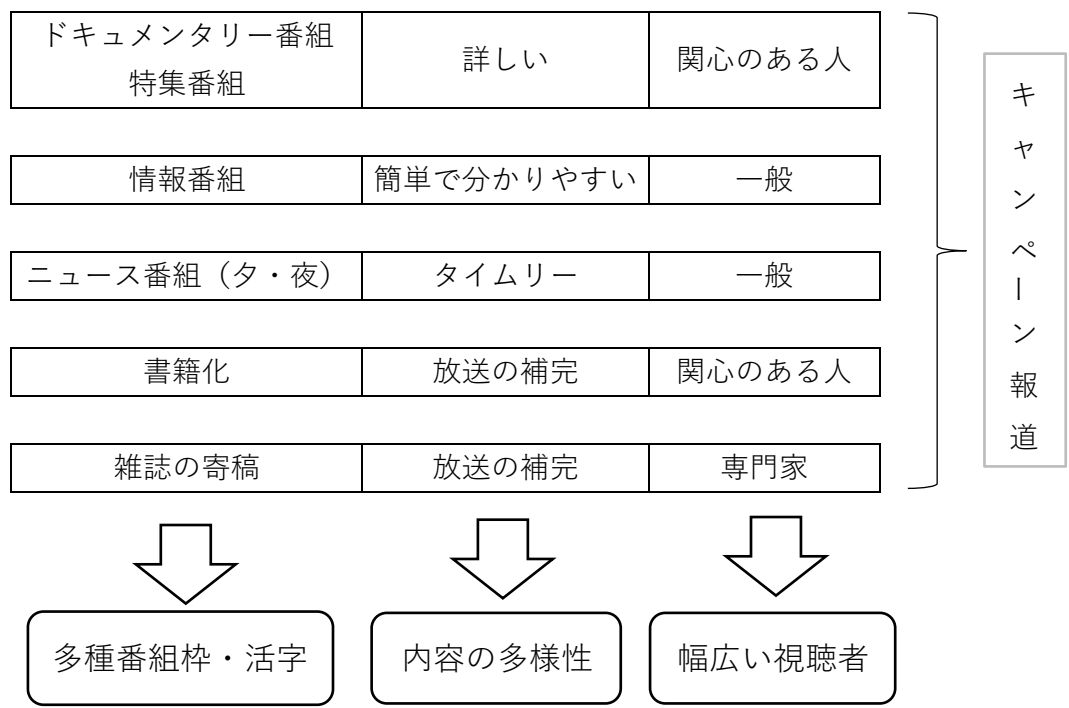 ドキュメンタリー番組
特集番組
詳しい
関心のある人
情報番組
簡単で分かりやすい
一般
ニュース番組（夕・夜）
タイムリー
一般
書籍化
放送の補完
関心のある人
雑誌の寄稿
放送の補完
専門家
キャンペーン報道
多種番組枠・活字
内容の多様性
幅広い視聴者